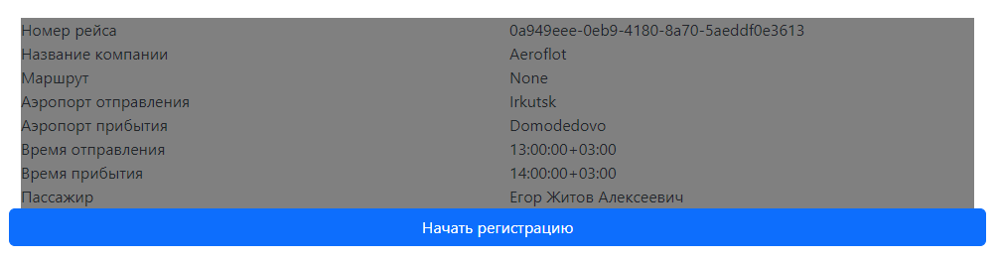 Номер рейса 0a949eee-0eb9-4180-8a70-5aeddf0e3613
Название компании Aeroflot
Маршрут None
Аэропорт отправления Irkutsk
Аэропорт прибытия Domodedovo
Время отправления 13:00:00+03:00
Время прибытия 14:00:00+03:00
Пассажир Егор Житов Алексеевич
Начать регистрацию